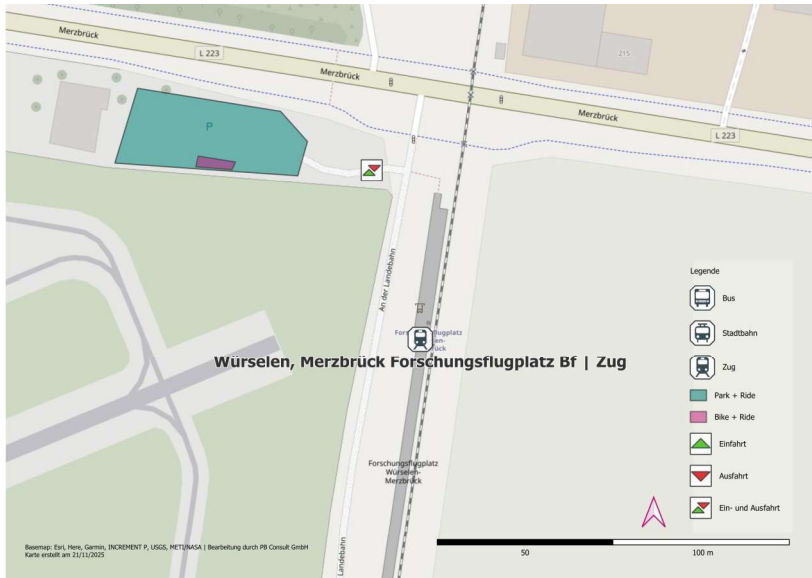 L 223
Merzbrück
Merzbrück
215
Merzbrück
L 223
P
An der Landebahn
Würselen, Merzbrück Forschungsflugplatz Bf | Zug
Forschungsflugplatz
Würselen-
Merzbrück
Landebahn
Legende
Bus
Stadtbahn
Zug
Park + Ride
Bike + Ride
Einfahrt
Ausfahrt
Ein- und Ausfahrt
50
100 m
Basemap: Esri, Here, Garmin, INCREMENT P, USGS, METI/NASA | Bearbeitung durch PB Consult GmbH
Karte erstellt am 21/11/2025